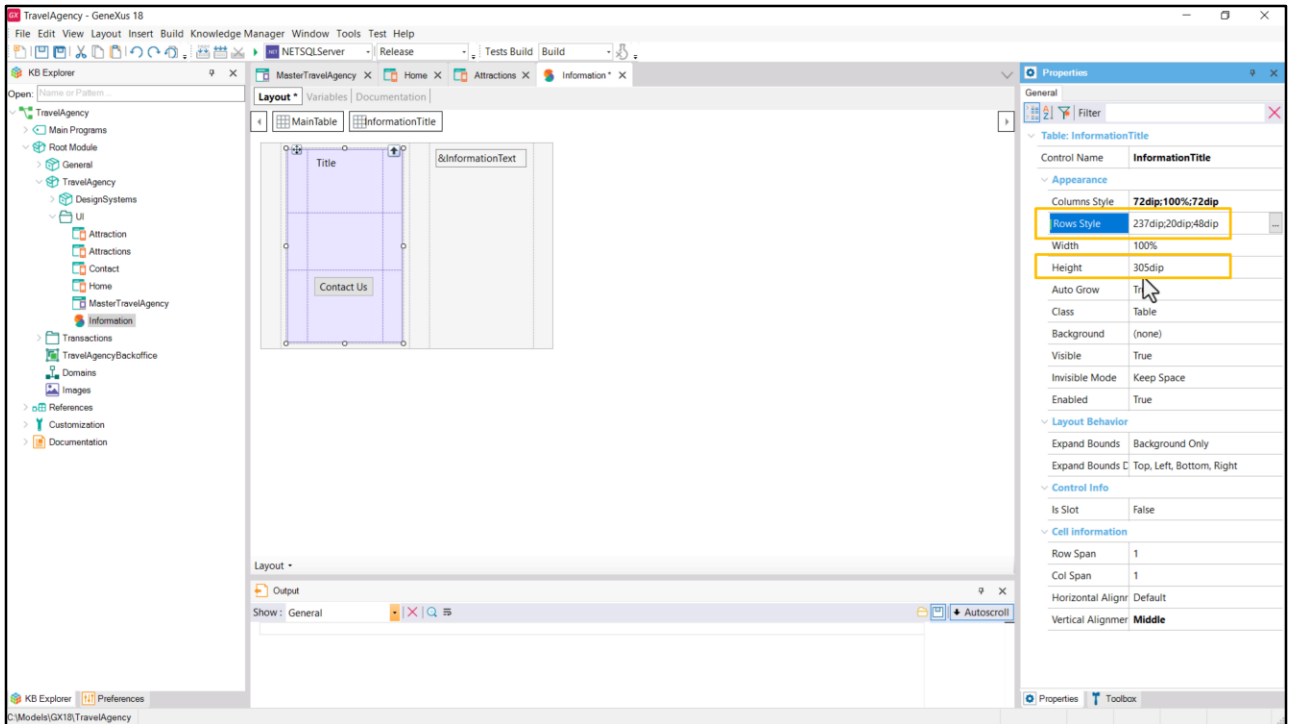 GX TravelAgency - GeneXus 18
File Edit View Layout Insert Build Knowledge Manager Window Tools Test Help
NETSQLServer Release Tests Build Build
KB Explorer
Open: Name or Pattern ...
TravelAgency
Main Programs
Root Module
General
TravelAgency
DesignSystems
UI
Attraction
Attractions
Contact
Home
MasterTravelAgency
Information
Transactions
TravelAgencyBackoffice
Domains
Images
References
Customization
Documentation
KB Explorer Preferences
MasterTravelAgency Home Attractions Information *
Layout * Variables Documentation
MainTable InformationTitle
Title &InformationText
Contact Us
Layout
Output
Show: General Autoscroll
Properties
General
Filter
Table: InformationTitle
Control Name InformationTitle
Appearance
Columns Style 72dip;100%;72dip
Rows Style 237dip;20dip;48dip ...
Width 100%
Height 305dip
Auto Grow
Class Table
Background (none)
Visible True
Invisible Mode Keep Space
Enabled True
Layout Behavior
Expand Bounds Background Only
Expand Bounds D Top, Left, Bottom, Right
Control Info
Is Slot False
Cell information
Row Span 1
Col Span 1
Horizontal Alignr Default
Vertical Alignmer Middle
Properties Toolbox
C:\Models\GX18\TravelAgency